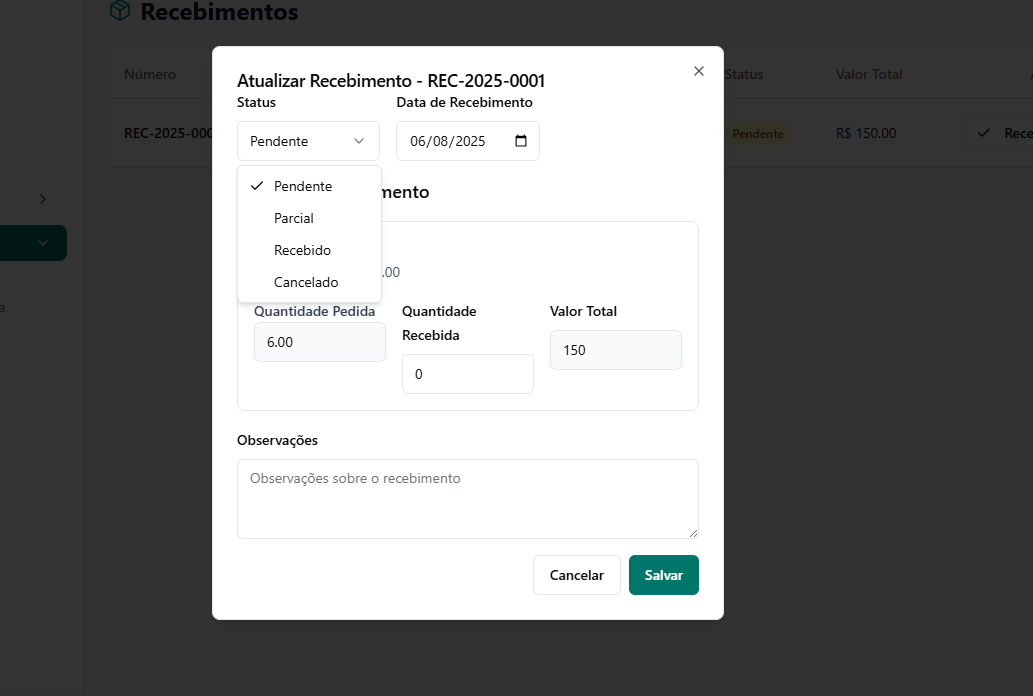 Recebimentos
Número
Status
Valor Total
REC-2025-000
Pendente
R$ 150.00
Rece
Atualizar Recebimento - REC-2025-0001
Status
Data de Recebimento
Pendente
06/08/2025
Pendente
Parcial
Recebido
Cancelado
mento
.00
Quantidade Pedida
Quantidade
Recebida
Valor Total
6.00
0
150
Observações
Observações sobre o recebimento
Cancelar
Salvar